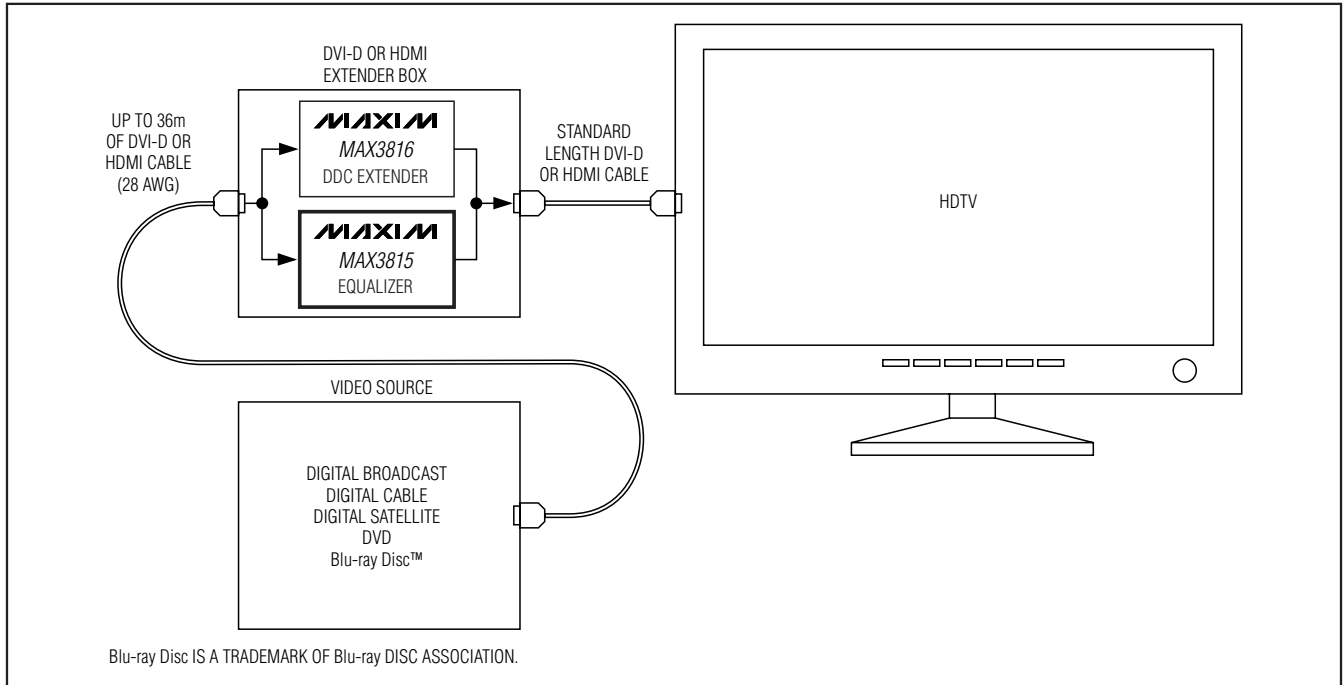 DVI-D OR HDMI
EXTENDER BOX
UP TO 36m
OF DVI-D OR
HDMI CABLE
(28 AWG)
MAXIM
MAX3816
DDC EXTENDER
MAXIM
MAX3815
EQUALIZER
STANDARD
LENGTH DVI-D
OR HDMI CABLE
HDTV
VIDEO SOURCE
DIGITAL BROADCAST
DIGITAL CABLE
DIGITAL SATELLITE
DVD
Blu-ray Disc™
Blu-ray Disc IS A TRADEMARK OF Blu-ray DISC ASSOCIATION.